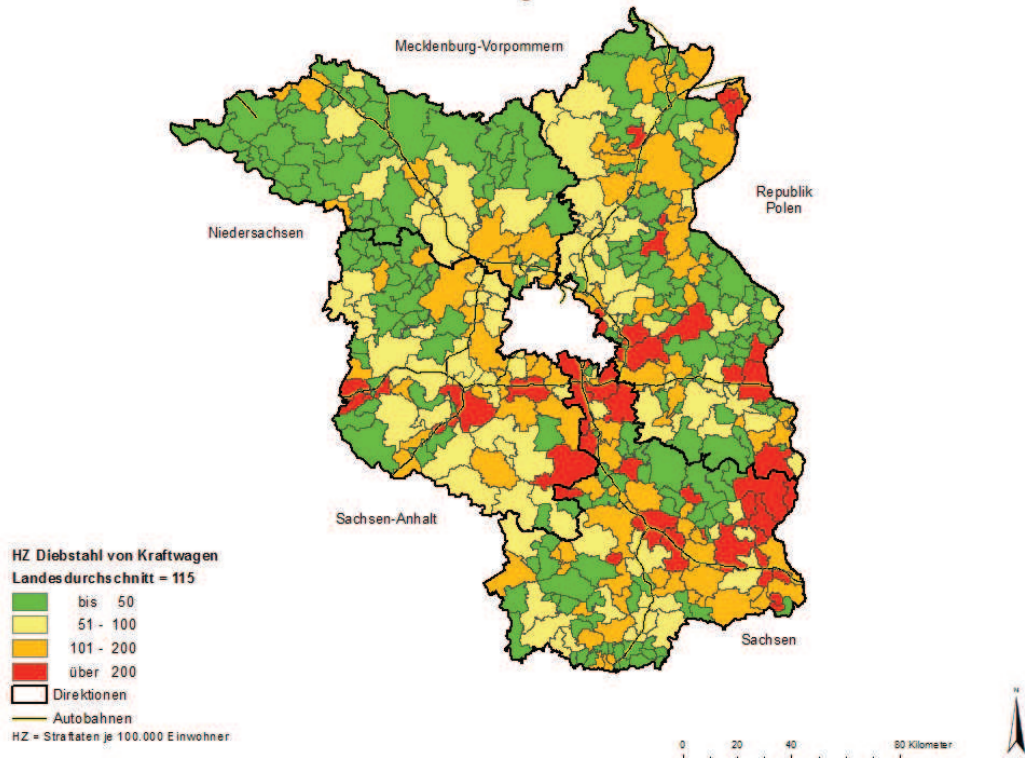 Mecklenburg-Vorpommern
Republik
Polen
Niedersachsen
Sachsen-Anhalt
Sachsen
HZ Diebstahl von Kraftwagen
Landesdurchschnitt = 115
bis 50
51 - 100
101 - 200
über 200
Direktionen
Autobahnen
HZ = Straftaten je 100.000 Einwohner
N
0 20 40 80 Kilometer